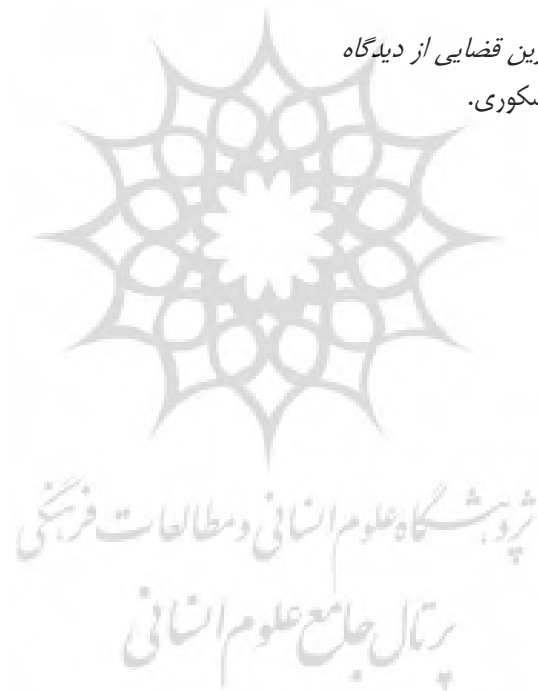 رین قضایی از دیدگاه
سکوری.
پژوهشگاه علوم انسانی و مطالعات فرهنگی
پرتال جامع علوم انسانی